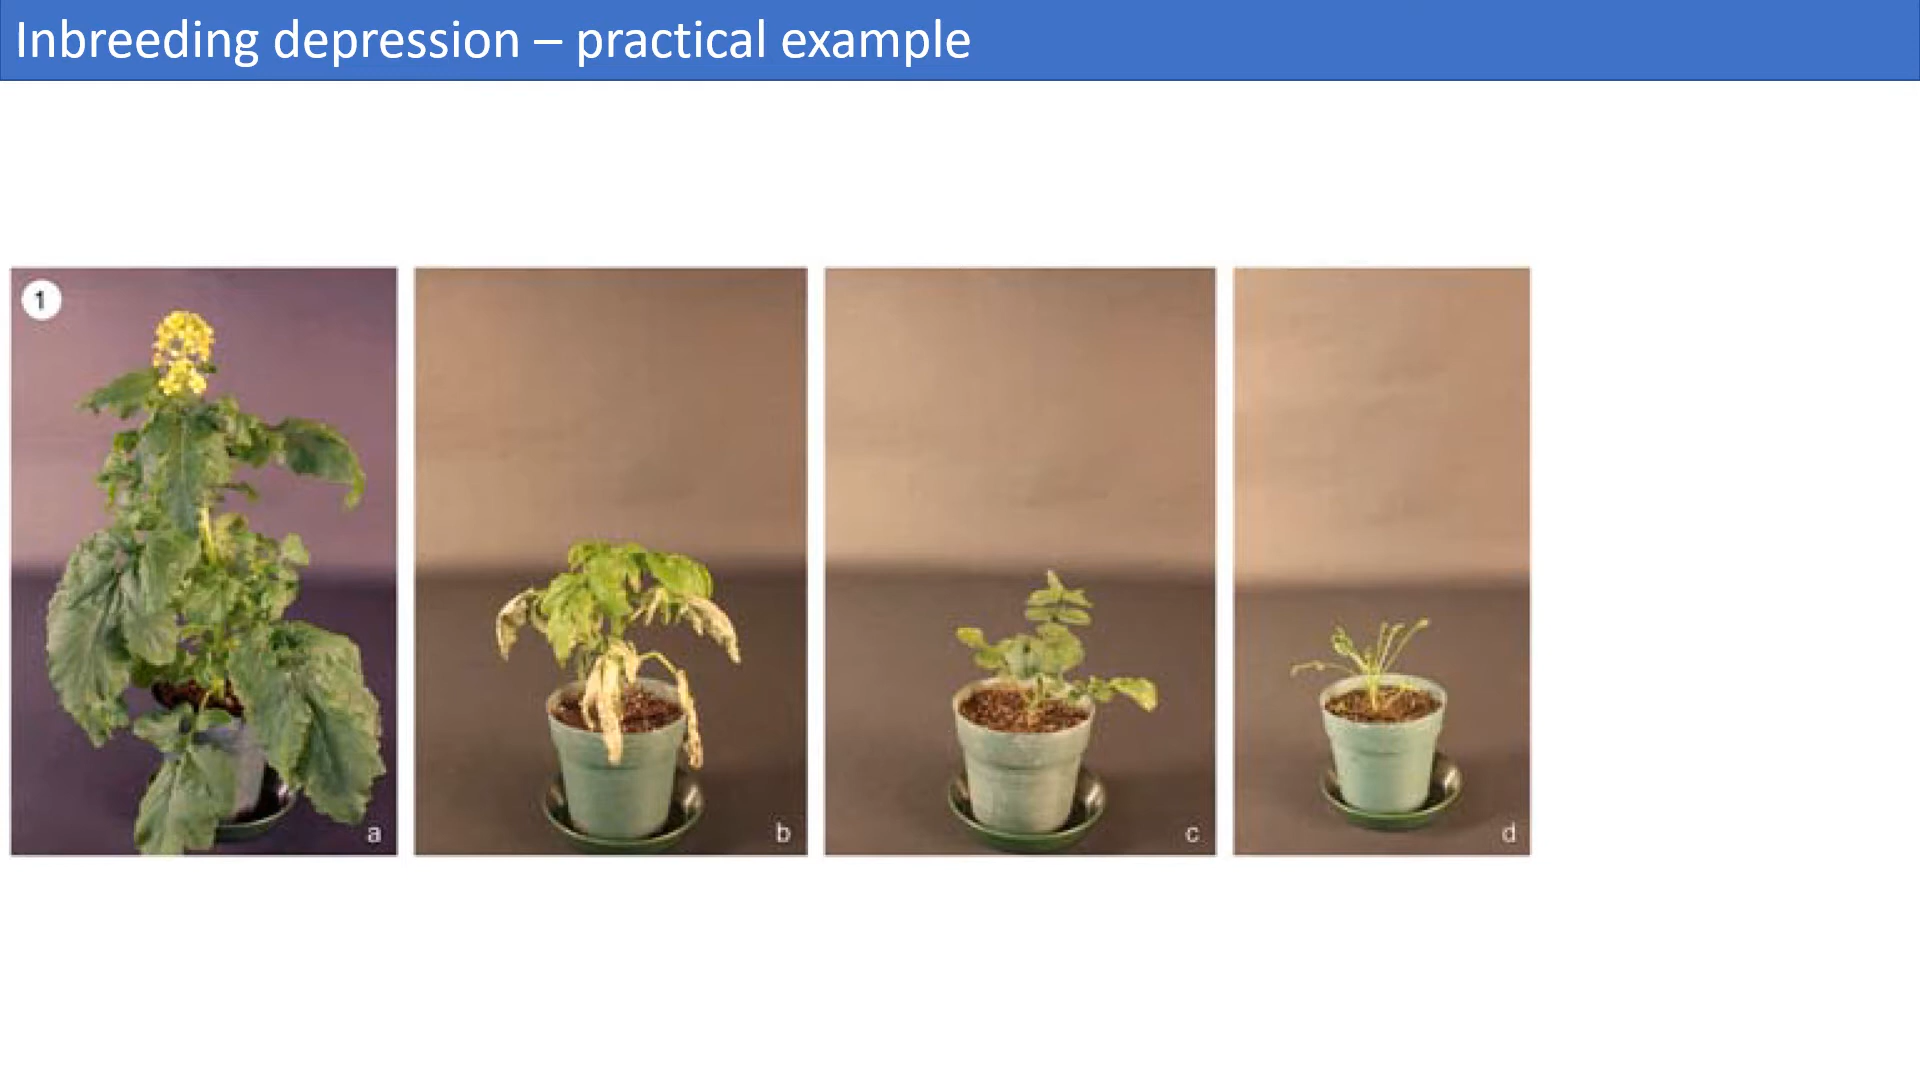 Inbreeding depression – practical example
1
a
b
c
d